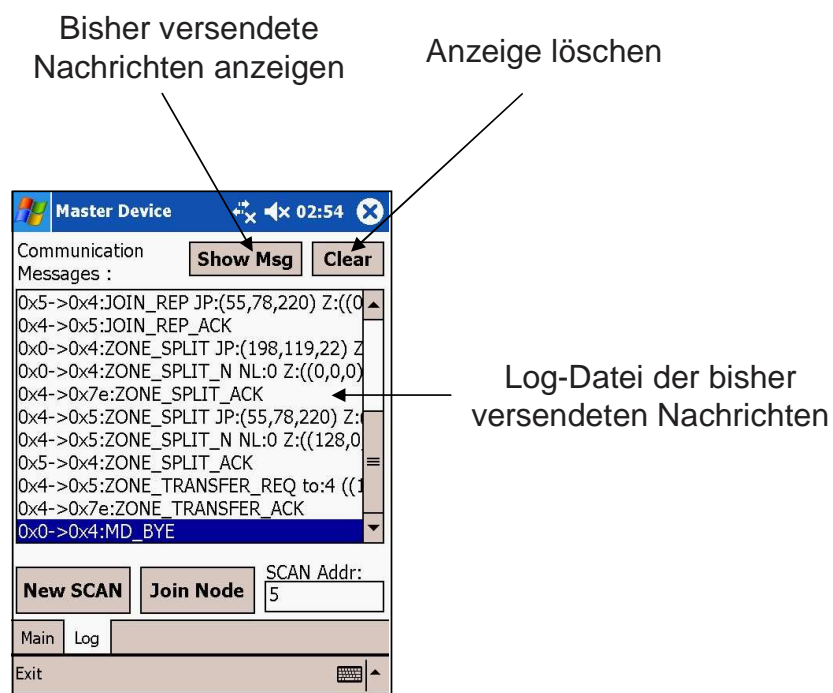 Bisher versendete
Nachrichten anzeigen
Anzeige löschen
Master Device
02:54
Communication
Messages :
Show Msg
Clear
0x5->0x4:JOIN_REP JP:(55,78,220) Z:((0
0x4->0x5:JOIN_REP_ACK
0x0->0x4:ZONE_SPLIT JP:(198,119,22) Z
0x0->0x4:ZONE_SPLIT_N NL:0 Z:((0,0,0)
0x4->0x7e:ZONE_SPLIT_ACK
0x4->0x5:ZONE_SPLIT JP:(55,78,220) Z:(
0x4->0x5:ZONE_SPLIT_N NL:0 Z:((128,0
0x5->0x4:ZONE_SPLIT_ACK
0x4->0x5:ZONE_TRANSFER_REQ to:4 ((1
0x4->0x7e:ZONE_TRANSFER_ACK
0x0->0x4:MD_BYE
Log-Datei der bisher
versendeten Nachrichten
New SCAN
Join Node
SCAN Addr:
5
Main
Log
Exit